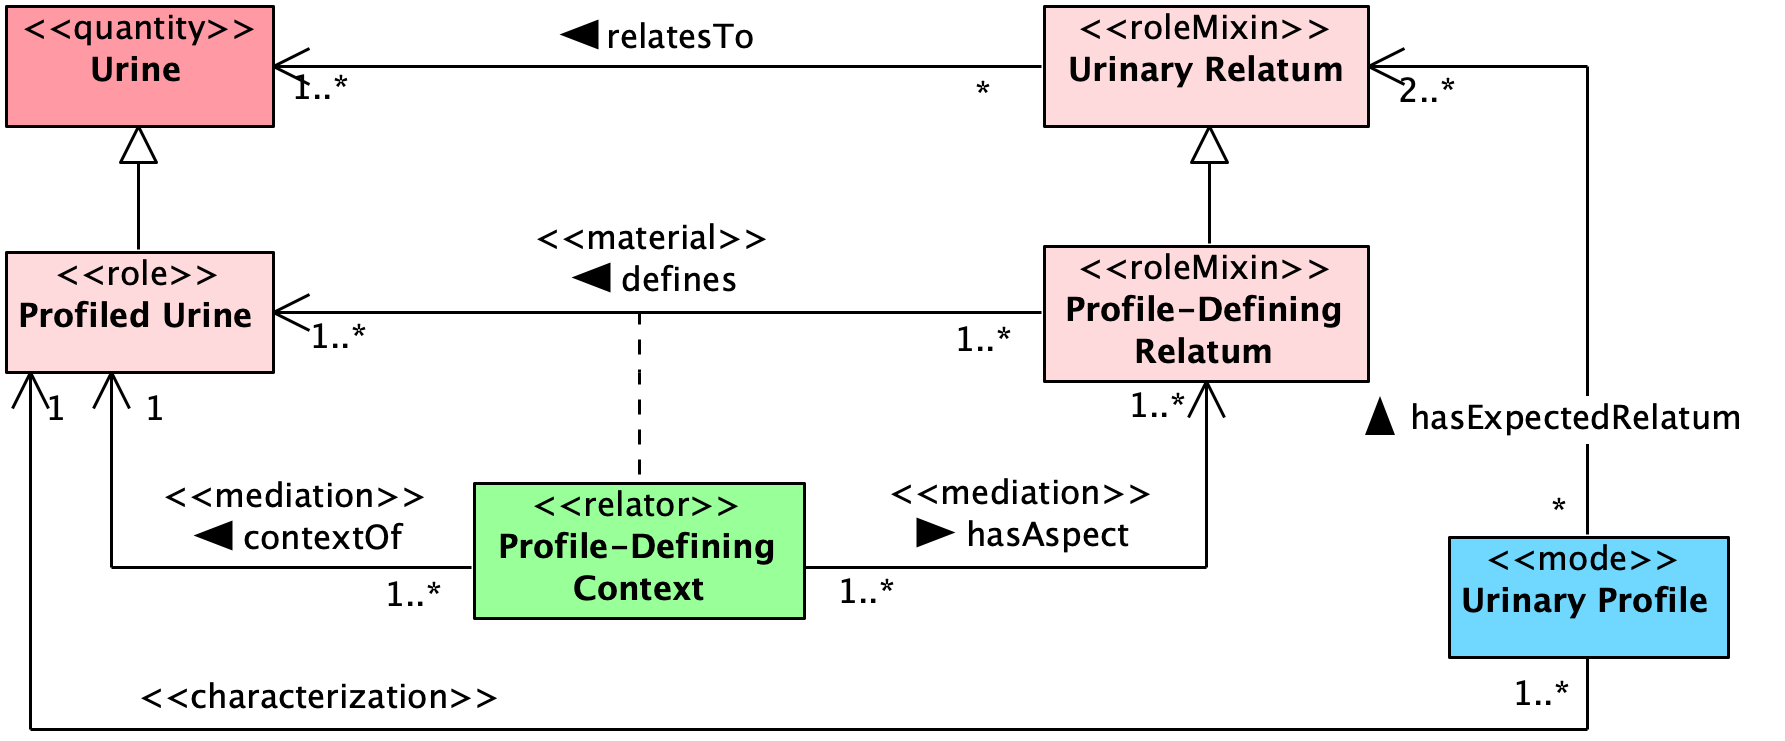 <<quantity>>
Urine
◀ relatesTo
1..*
*
<<roleMixin>>
Urinary Relatum
2..*
<<role>>
Profiled Urine
<<material>>
◀ defines
1..*
1..*
<<roleMixin>>
Profile-Defining
Relatum
1
1
1..*
▲ hasExpectedRelatum
<<mediation>>
◀ contextOf
1..*
<<relator>>
Profile-Defining
Context
<<mediation>>
▶ hasAspect
1..*
*
<<mode>>
Urinary Profile
<<characterization>>
1..*